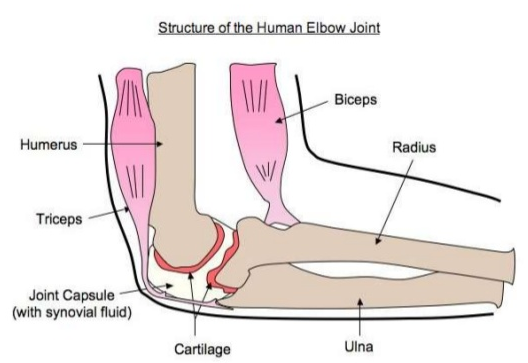 Structure of the Human Elbow Joint
Biceps
Humerus
Radius
Triceps
Joint Capsule
(with synovial fluid)
Cartilage
Ulna